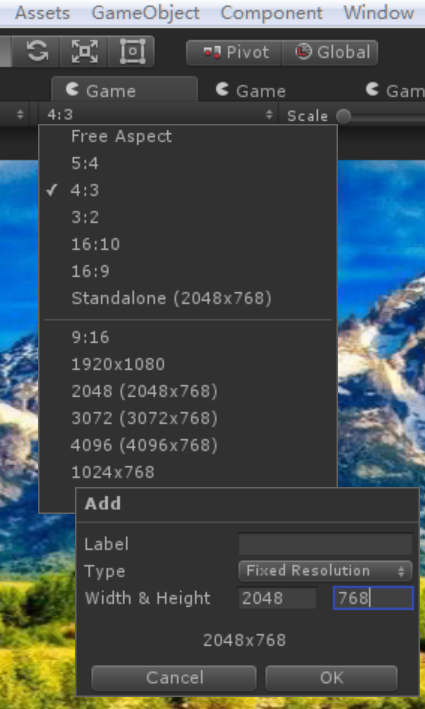 Assets GameObject Component Window
Pivot Global
Game Game Gam
4:3 Scale
Free Aspect
5:4
4:3
3:2
16:10
16:9
Standalone (2048x768)
9:16
1920x1080
2048 (2048x768)
3072 (3072x768)
4096 (4096x768)
1024x768
Add
Label
Type Fixed Resolution
Width & Height 2048 768
2048x768
Cancel OK